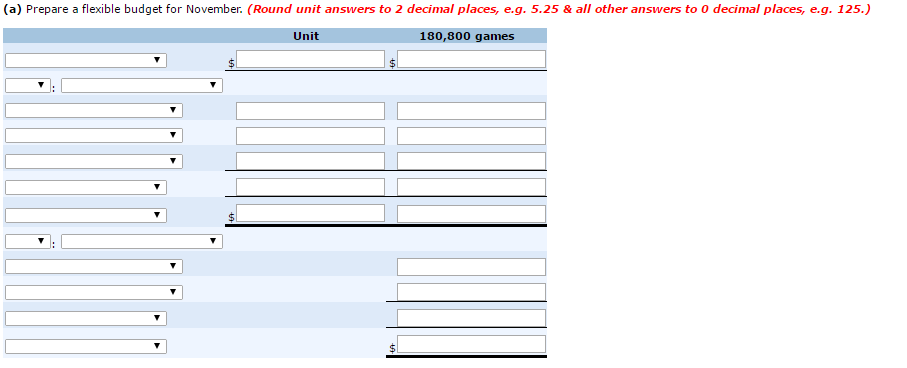 (a) Prepare a flexible budget for November. (Round unit answers to 2 decimal places, e.g. 5.25 & all other answers to 0 decimal places, e.g. 125.)
Unit 180,800 games
$ $
:
$
:
$